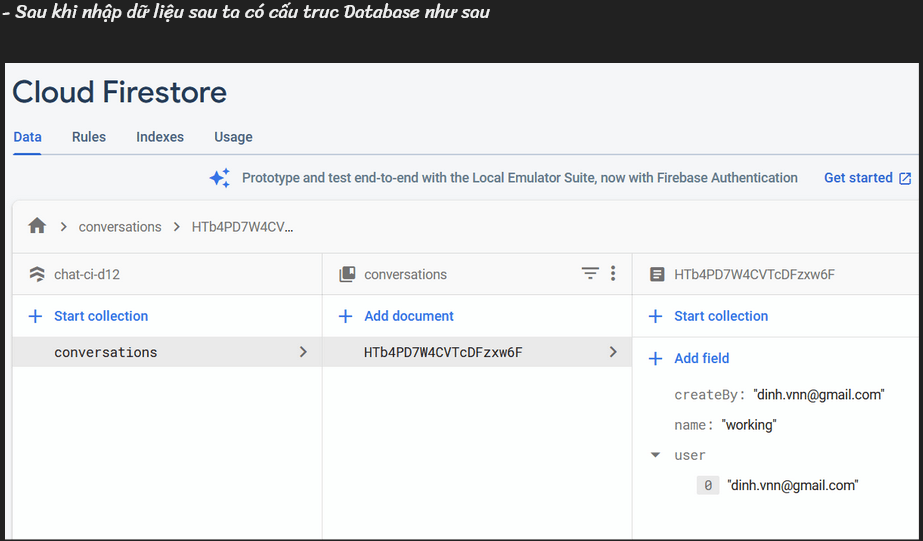 - Sau khi nhập dữ liệu sau ta có cấu truc Database như sau
Cloud Firestore
Data Rules Indexes Usage
Prototype and test end-to-end with the Local Emulator Suite, now with Firebase Authentication Get started
conversations HTb4PD7W4CV...
chat-ci-d12 conversations HTb4PD7W4CVTcDFzxw6F
Start collection Add document Start collection
conversations HTb4PD7W4CVTcDFzxw6F
Add field
createBy: "dinh.vnn@gmail.com"
name: "working"
user
0 "dinh.vnn@gmail.com"